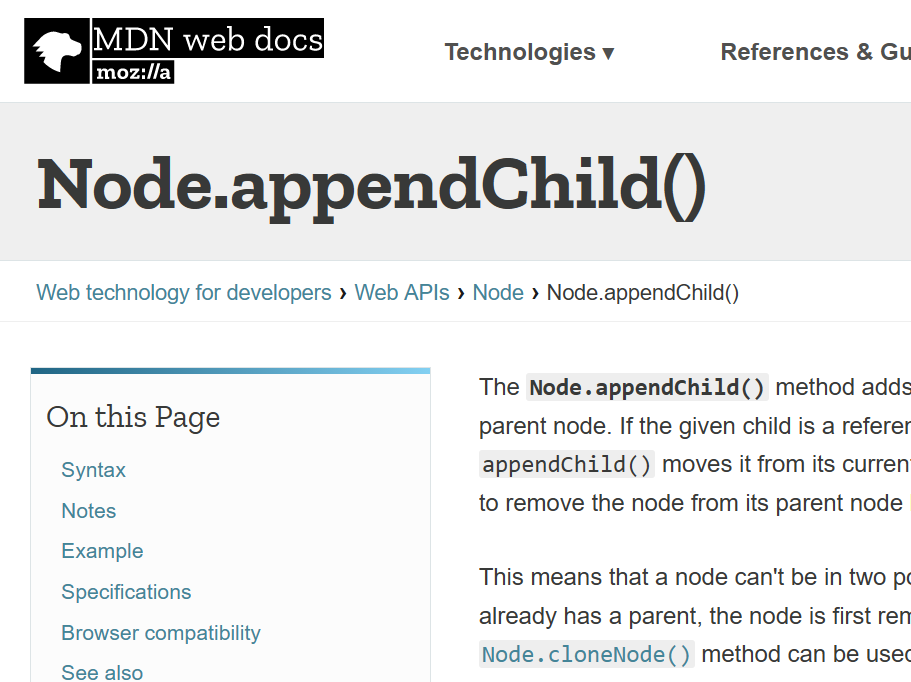 MDN web docs
moz://a
Technologies ▾
References & Gu
Node.appendChild()
Web technology for developers › Web APIs › Node › Node.appendChild()
On this Page
Syntax
Notes
Example
Specifications
Browser compatibility
See also
The Node.appendChild() method adds
parent node. If the given child is a referen
appendChild() moves it from its current
to remove the node from its parent node
This means that a node can't be in two po
already has a parent, the node is first rem
Node.cloneNode() method can be used